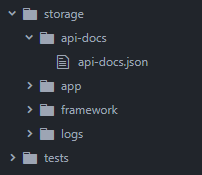 storage
api-docs
api-docs.json
app
framework
logs
tests